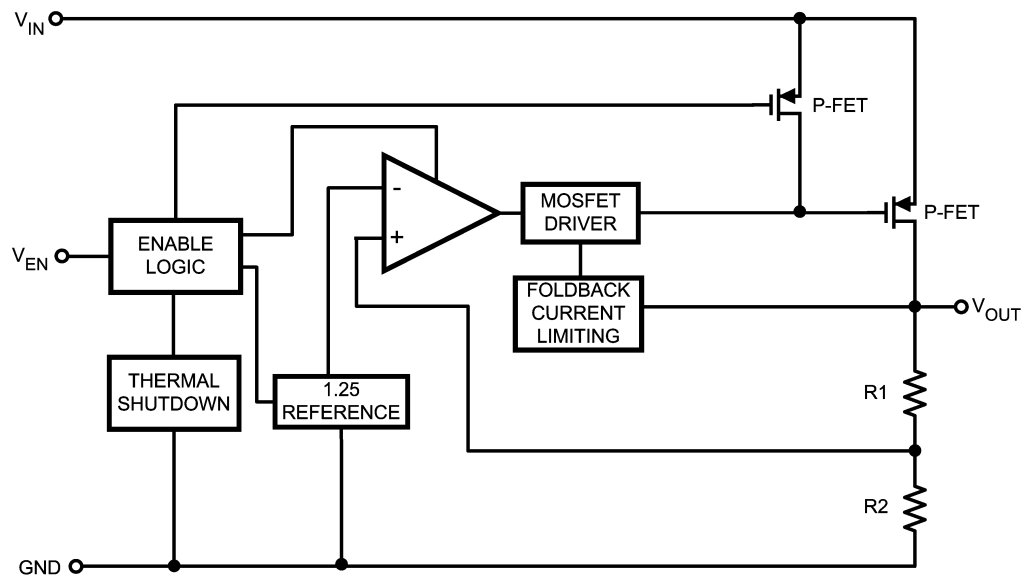 VIN
P-FET
MOSFET
DRIVER
P-FET
-
+
ENABLE
LOGIC
VEN
FOLDBACK
CURRENT
LIMITING
VOUT
THERMAL
SHUTDOWN
1.25
REFERENCE
R1
R2
GND